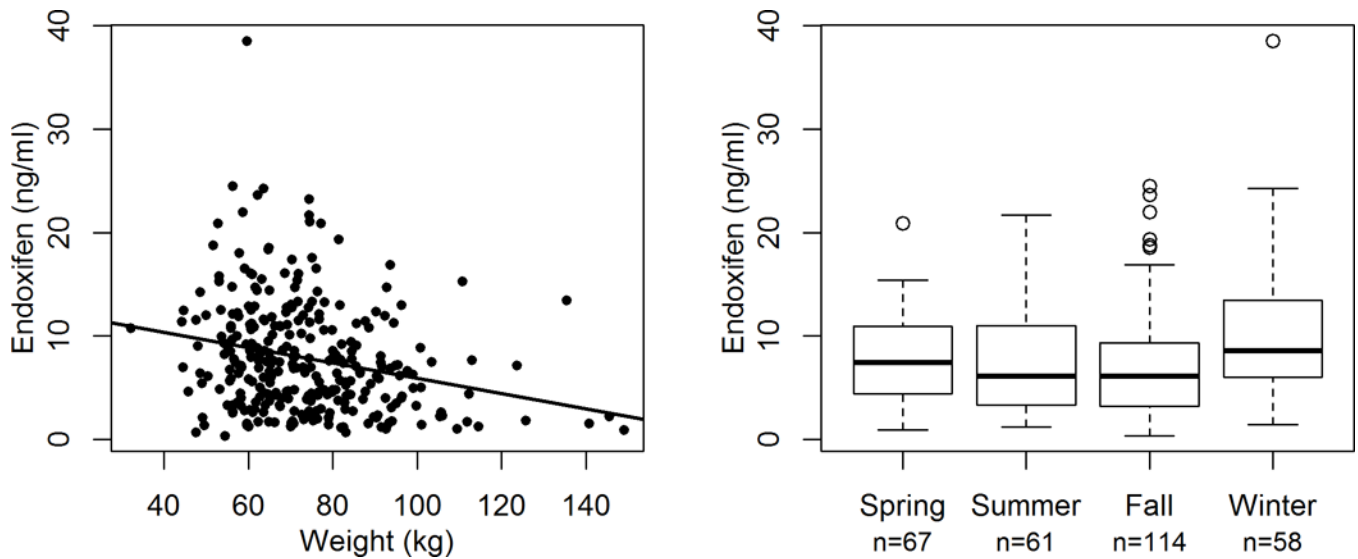 Endoxifen (ng/ml)
40
30
20
10
0
40 60 80 100 120 140
Weight (kg)
Endoxifen (ng/ml)
40
30
20
10
0
Spring Summer Fall Winter
n=67 n=61 n=114 n=58